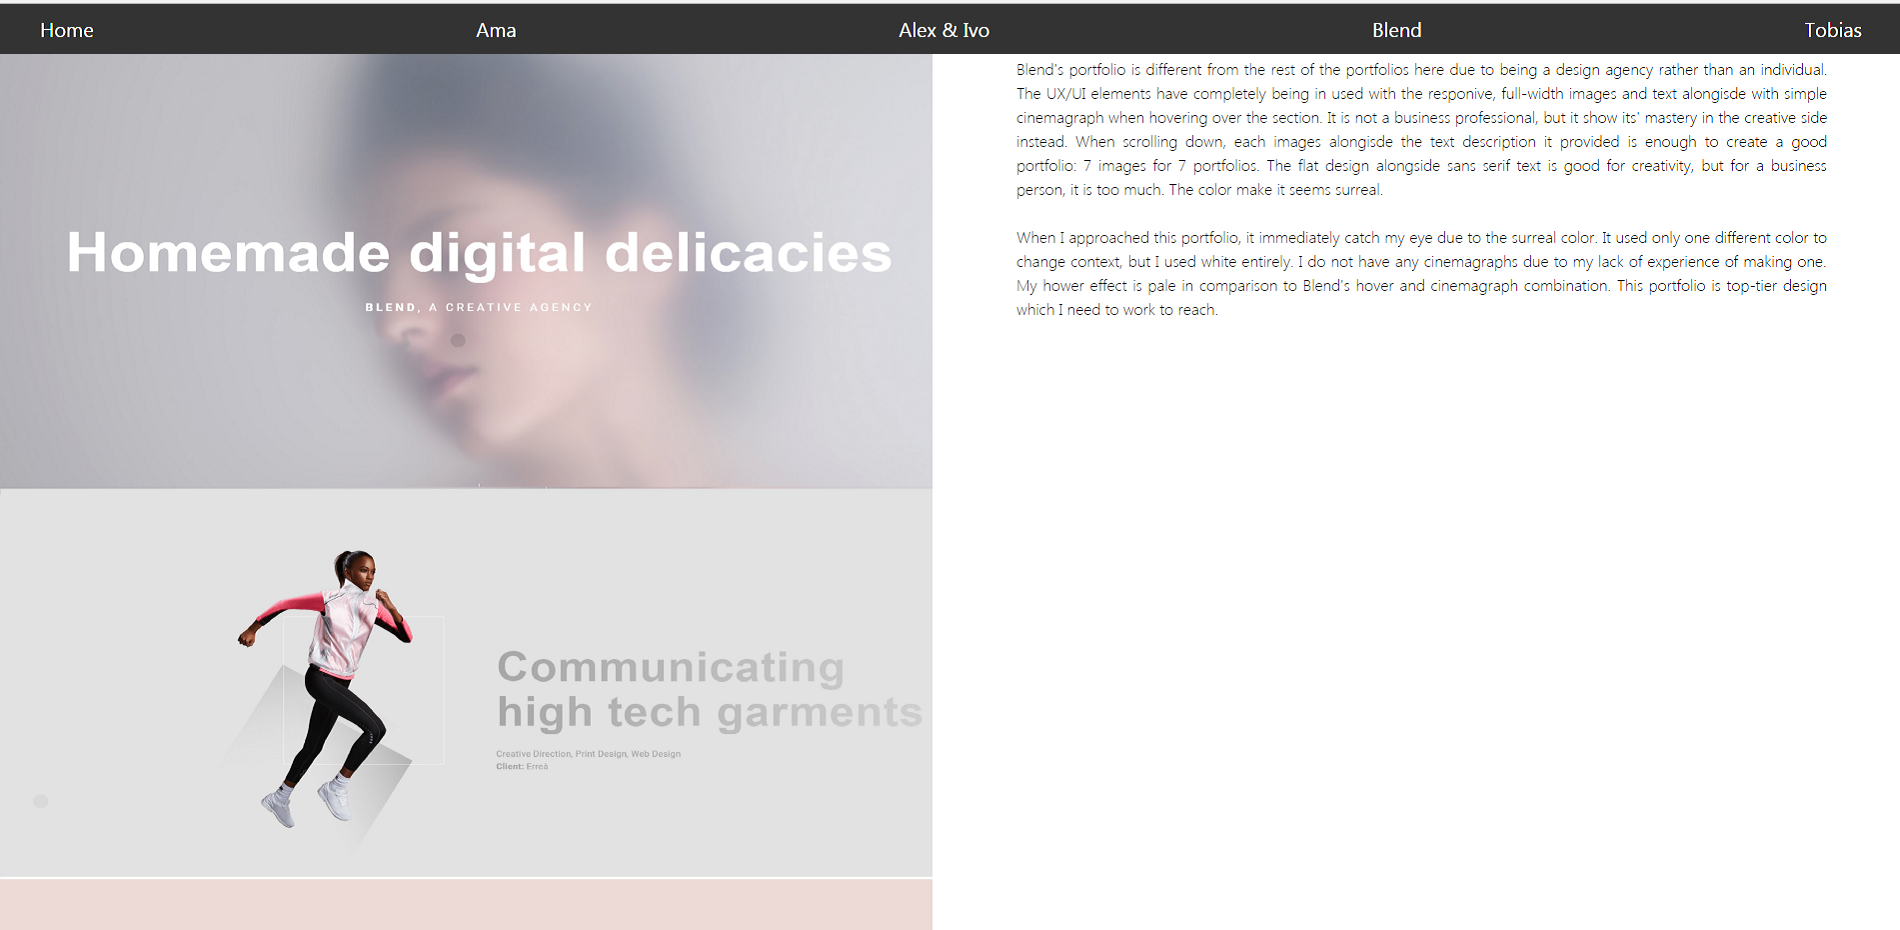 Home Ama Alex & Ivo Blend Tobias
Homemade digital delicacies
BLEND, A CREATIVE AGENCY
Communicating
high tech garments
Creative Direction, Print Design, Web Design
Client: Erreà
Blend's portfolio is different from the rest of the portfolios here due to being a design agency rather than an individual.
The UX/UI elements have completely being in used with the responive, full-width images and text alongisde with simple
cinemagraph when hovering over the section. It is not a business professional, but it show its' mastery in the creative side
instead. When scrolling down, each images alongisde the text description it provided is enough to create a good
portfolio: 7 images for 7 portfolios. The flat design alongside sans serif text is good for creativity, but for a business
person, it is too much. The color make it seems surreal.
When I approached this portfolio, it immediately catch my eye due to the surreal color. It used only one different color to
change context, but I used white entirely. I do not have any cinemagraphs due to my lack of experience of making one.
My hower effect is pale in comparison to Blend's hover and cinemagraph combination. This portfolio is top-tier design
which I need to work to reach.